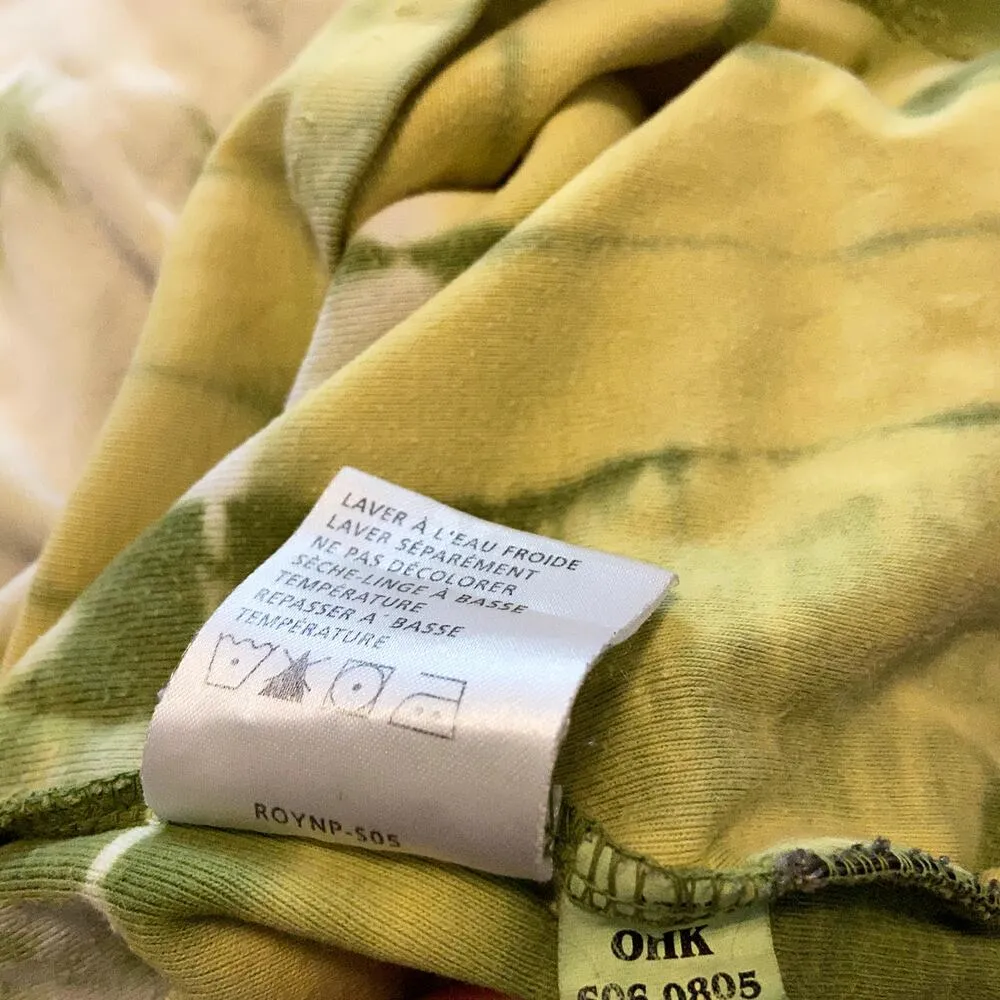 LAVER À L'EAU FROIDE
LAVER SÉPARÉMENT
NE PAS DÉCOLORER
SÈCHE-LINGE À BASSE
TEMPÉRATURE
REPASSER A' BASSE
TEMPÉRATURE
ROYNP-S05
OHK
S06 0805